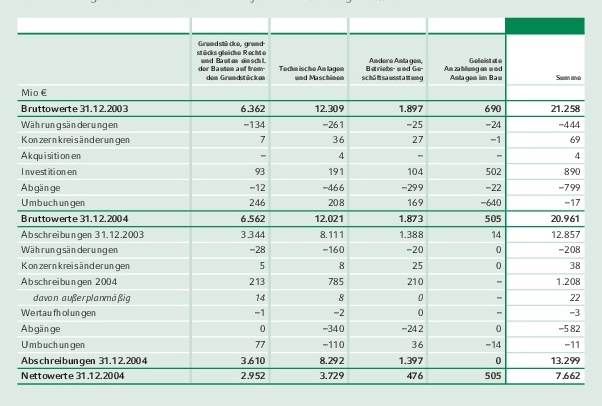 Grundstücke, grund-
stücksgleiche Rechte
und Bauten einschl.
der Bauten auf frem-
den Grundstücken
Technische Anlagen
und Maschinen
Andere Anlagen,
Betriebs- und Ge-
schäftsausstattung
Geleistete
Anzahlungen und
Anlagen im Bau
Summe
Mio €
Bruttowerte 31.12.2003 6.362 12.309 1.897 690 21.258
Währungsänderungen –134 –261 –25 –24 –444
Konzernkreisänderungen 7 36 27 –1 69
Akquisitionen – 4 – – 4
Investitionen 93 191 104 502 890
Abgänge –12 –466 –299 –22 –799
Umbuchungen 246 208 169 –640 –17
Bruttowerte 31.12.2004 6.562 12.021 1.873 505 20.961
Abschreibungen 31.12.2003 3.344 8.111 1.388 14 12.857
Währungsänderungen –28 –160 –20 0 –208
Konzernkreisänderungen 5 8 25 0 38
Abschreibungen 2004 213 785 210 – 1.208
davon außerplanmäßig 14 8 0 – 22
Wertaufholungen –1 –2 0 – –3
Abgänge 0 –340 –242 0 –582
Umbuchungen 77 –110 36 –14 –11
Abschreibungen 31.12.2004 3.610 8.292 1.397 0 13.299
Nettowerte 31.12.2004 2.952 3.729 476 505 7.662